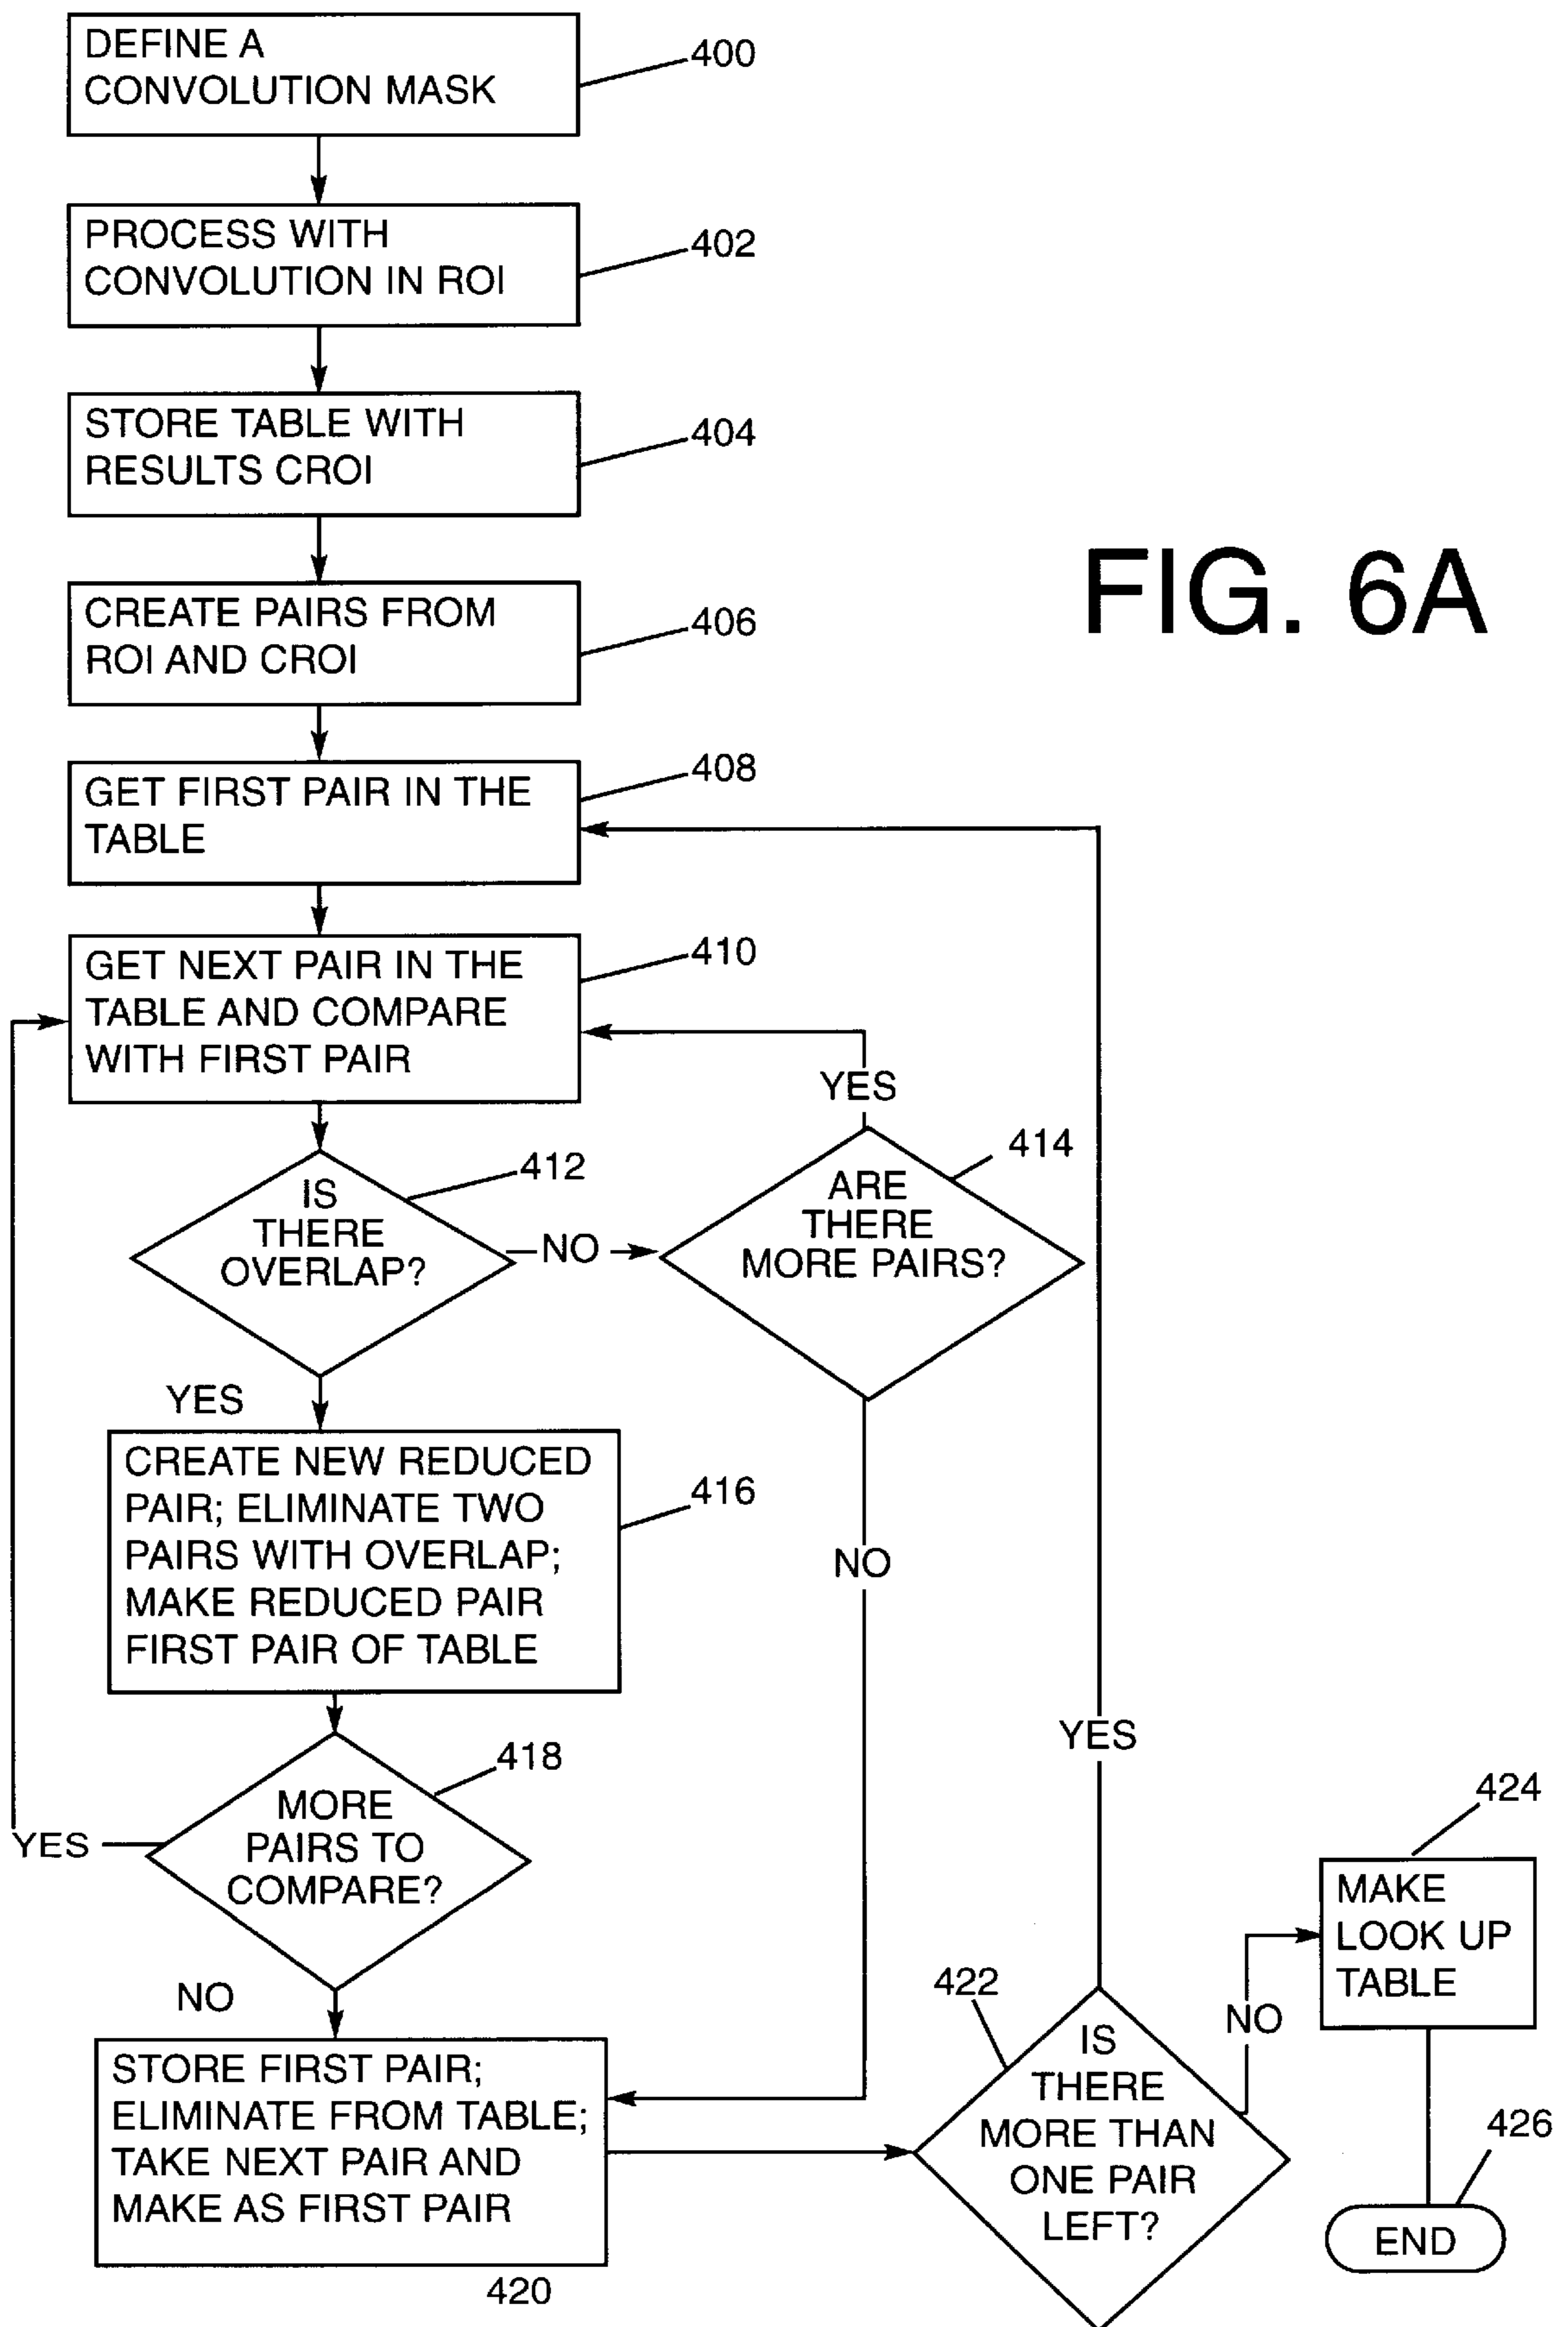 DEFINE A
CONVOLUTION MASK
400
PROCESS WITH
CONVOLUTION IN ROI
402
STORE TABLE WITH
RESULTS CROI
404
FIG. 6A
CREATE PAIRS FROM
ROI AND CROI
406
GET FIRST PAIR IN THE
TABLE
408
GET NEXT PAIR IN THE
TABLE AND COMPARE
WITH FIRST PAIR
410
YES
IS
THERE
OVERLAP?
412
NO
ARE
THERE
MORE PAIRS?
414
YES
CREATE NEW REDUCED
PAIR; ELIMINATE TWO
PAIRS WITH OVERLAP;
MAKE REDUCED PAIR
FIRST PAIR OF TABLE
416
NO
YES
MORE
PAIRS TO
COMPARE?
418
YES
NO
STORE FIRST PAIR;
ELIMINATE FROM TABLE;
TAKE NEXT PAIR AND
MAKE AS FIRST PAIR
420
IS
THERE
MORE THAN
ONE PAIR
LEFT?
422
NO
MAKE
LOOK UP
TABLE
424
END
426